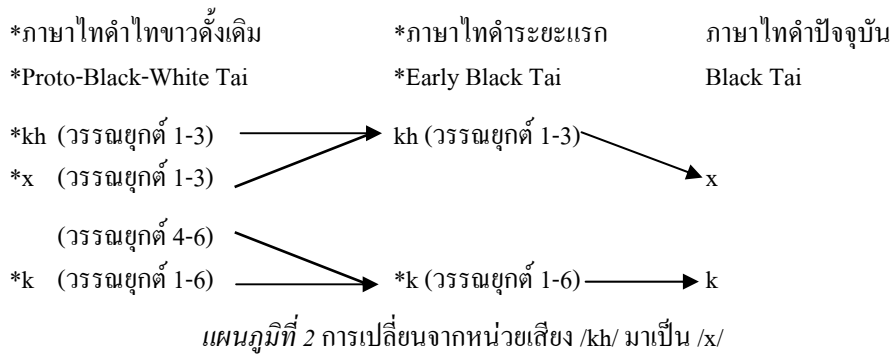 *ภาษาไทดำไทขาวดั้งเดิม *ภาษาไทดำระยะแรก ภาษาไทดำปัจจุบัน
*Proto-Black-White Tai *Early Black Tai Black Tai
*kh (วรรณยุกต์ 1-3) kh (วรรณยุกต์ 1-3)
*x (วรรณยุกต์ 1-3) x
(วรรณยุกต์ 4-6)
*k (วรรณยุกต์ 1-6) *k (วรรณยุกต์ 1-6) k
แผนภูมิที่ 2 การเปลี่ยนจากหน่วยเสียง /kh/ มาเป็น /x/